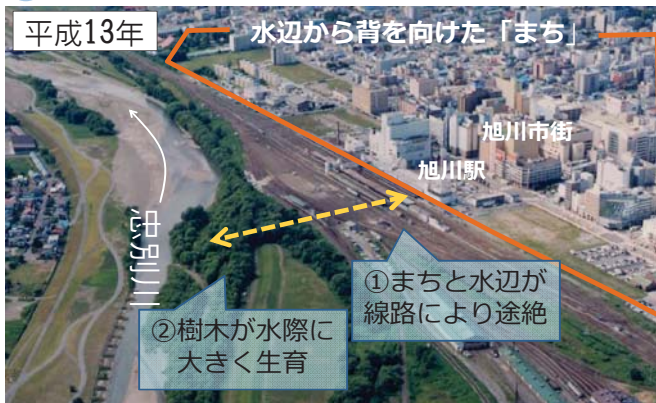 平成13年
水辺から背を向けた「まち」
旭川市街
旭川駅
忠別川
①まちと水辺が
線路により途絶
②樹木が水際に
大きく生育